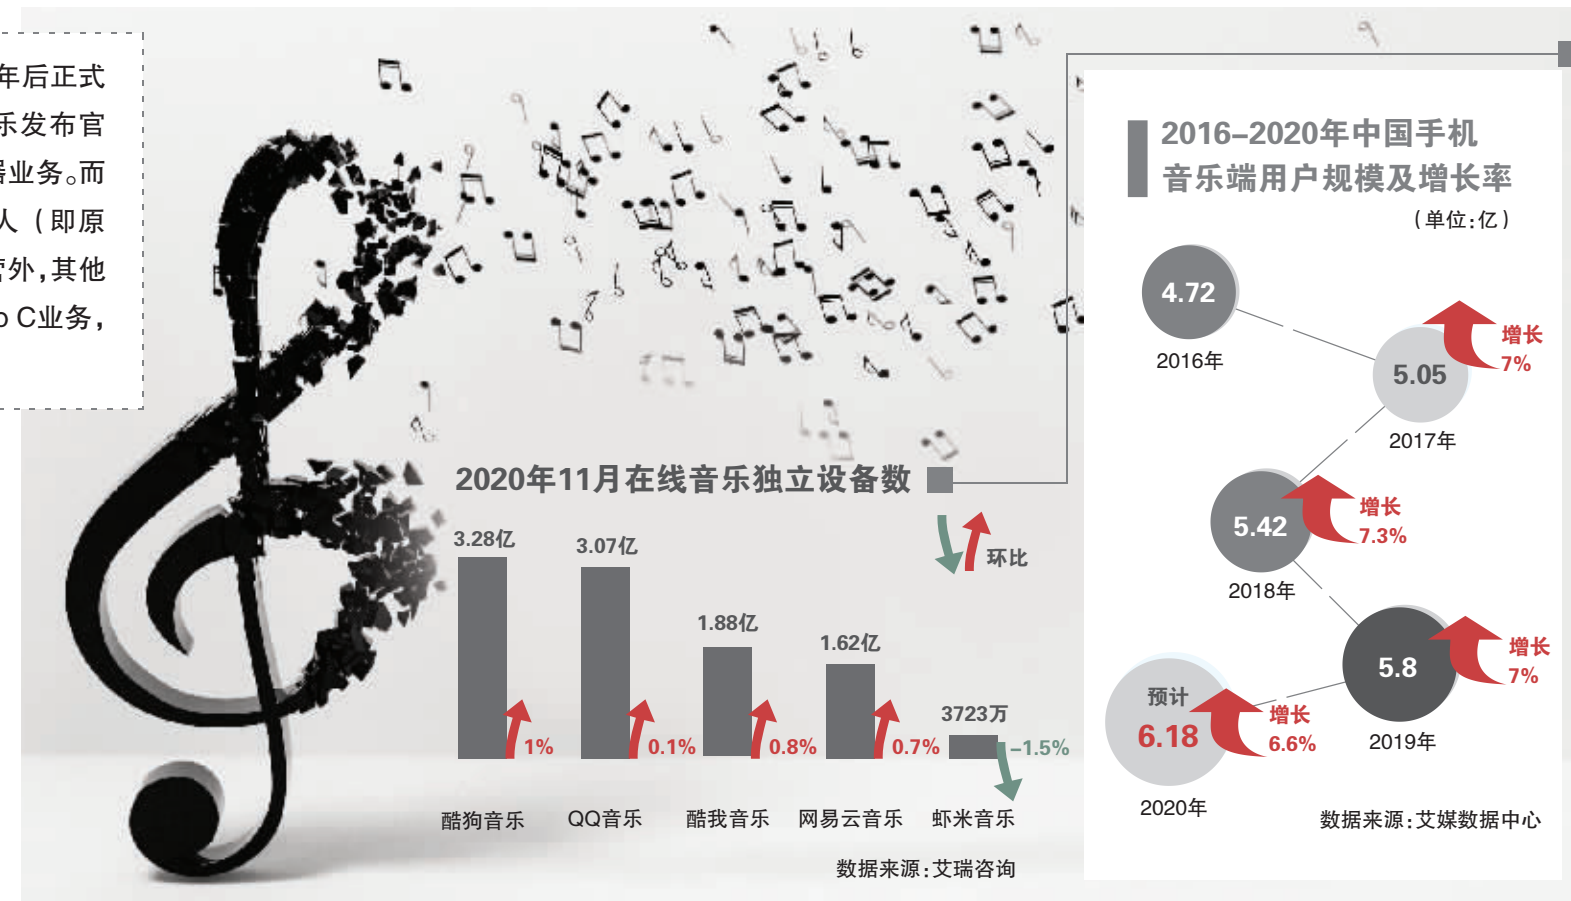 年后正式
乐发布官
器业务。而
人（即原
营外，其他
o C业务，
2020年11月在线音乐独立设备数
环比
3.28亿
3.07亿
1.88亿
1.62亿
3723万
1%
0.1%
0.8%
0.7%
-1.5%
酷狗音乐
QQ音乐
酷我音乐
网易云音乐
虾米音乐
数据来源：艾瑞咨询
2016-2020年中国手机
音乐端用户规模及增长率
（单位：亿）
4.72
2016年
5.05
增长
7%
2017年
5.42
增长
7.3%
2018年
5.8
增长
7%
2019年
预计
6.18
增长
6.6%
2020年
数据来源：艾媒数据中心